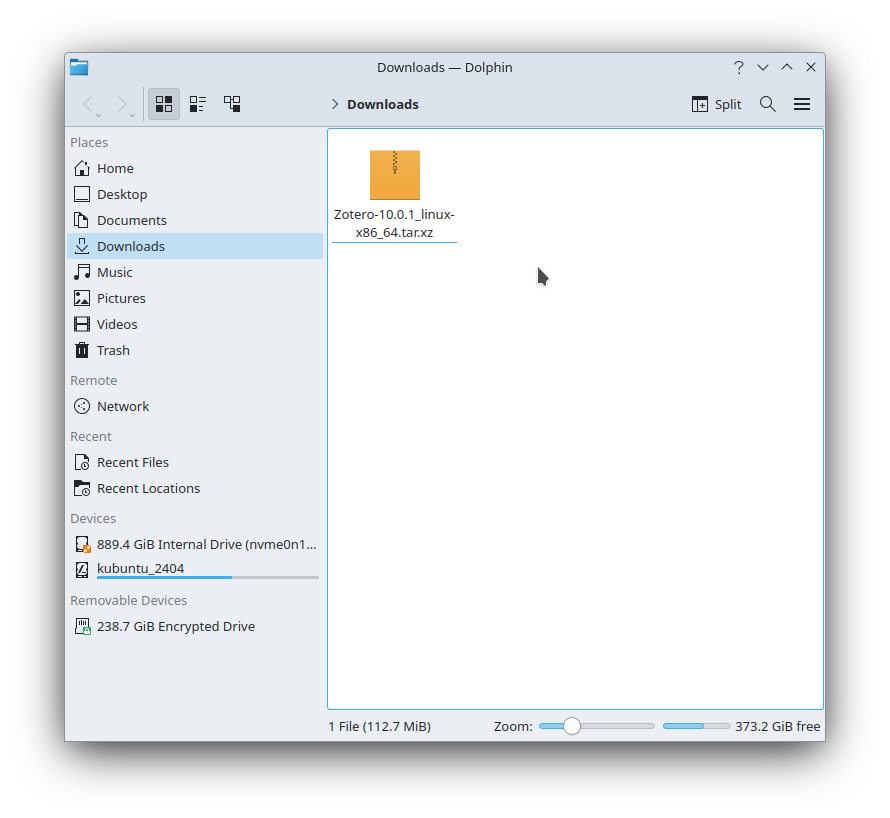 Downloads — Dolphin
Downloads
Split
Places
Home
Desktop
Documents
Downloads
Music
Pictures
Videos
Trash
Remote
Network
Recent
Recent Files
Recent Locations
Devices
889.4 GiB Internal Drive (nvme0n1...
kubuntu_2404
Removable Devices
238.7 GiB Encrypted Drive
Zotero-10.0.1_linux-
x86_64.tar.xz
1 File (112.7 MiB)
Zoom:
373.2 GiB free